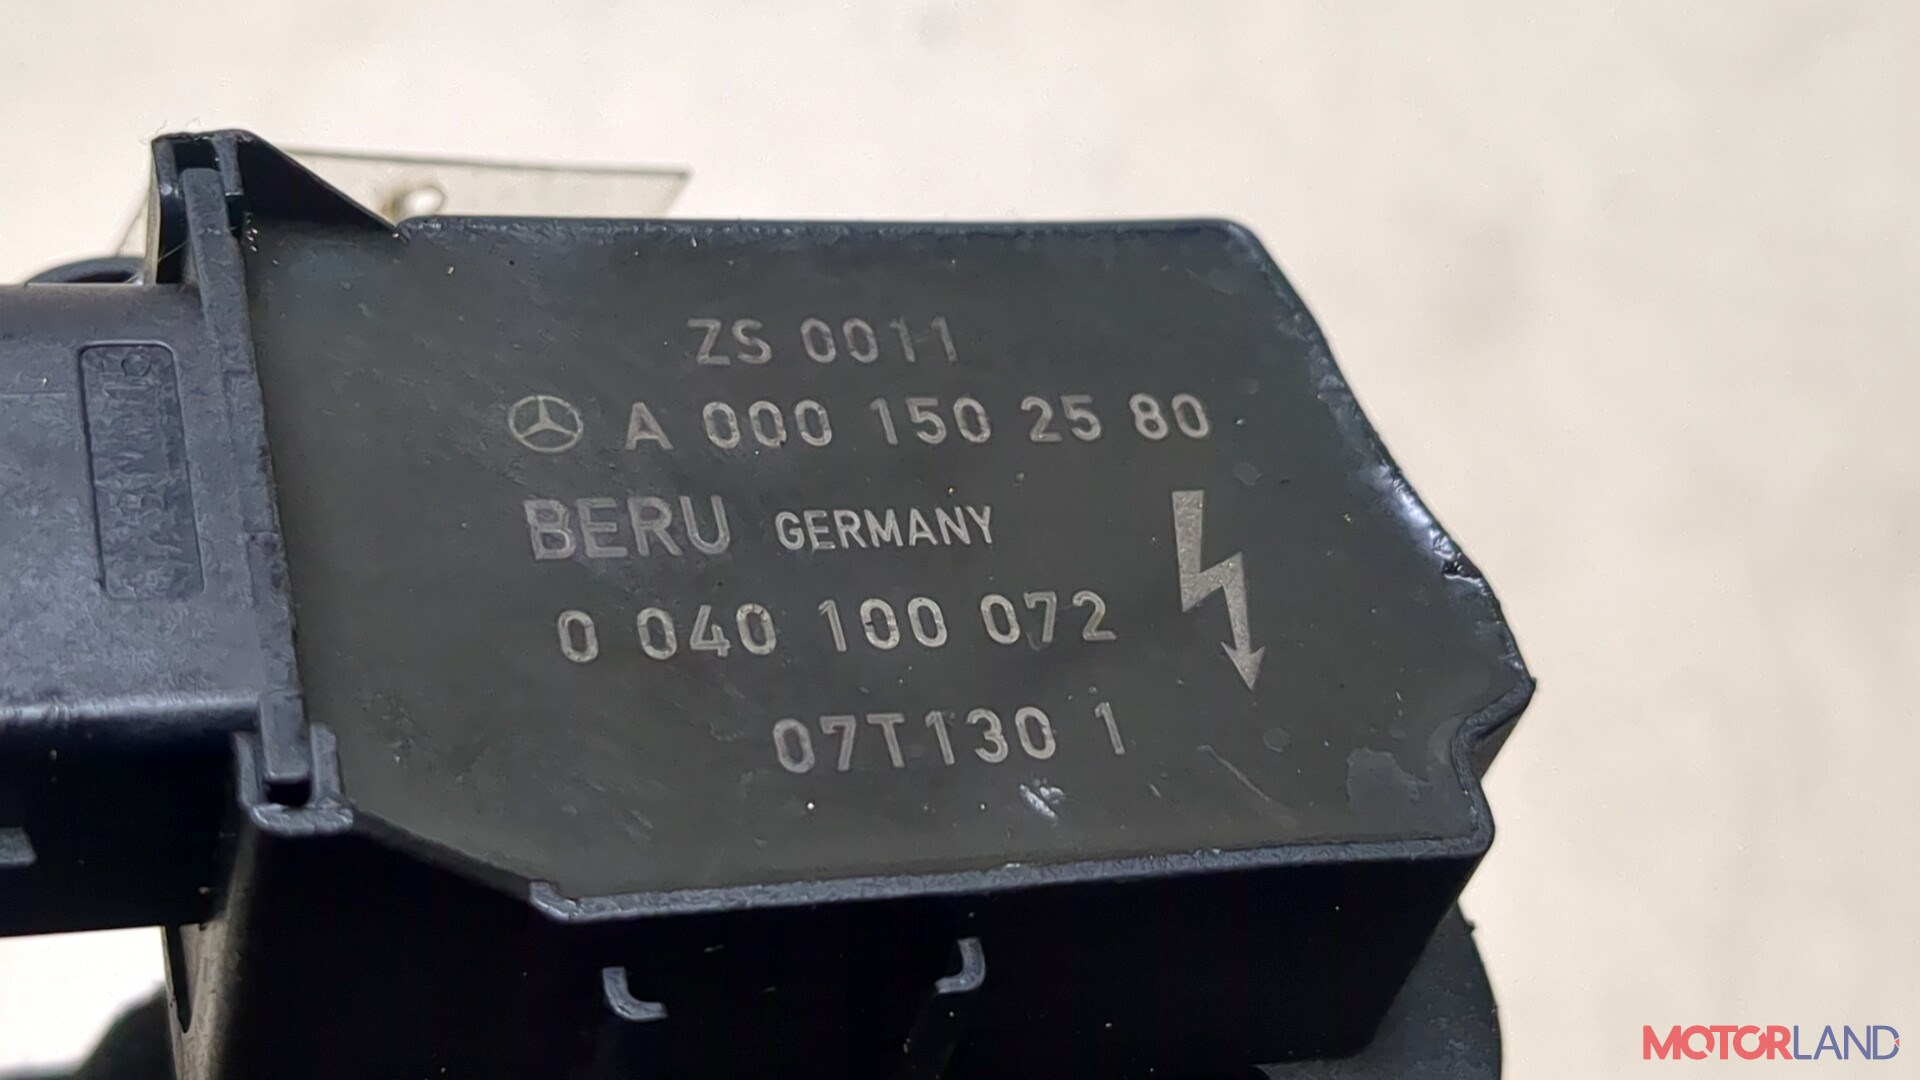 ZS 0011
A 000 150 25 80
BERU GERMANY
0 040 100 072
07T130 1
MOTORLAND